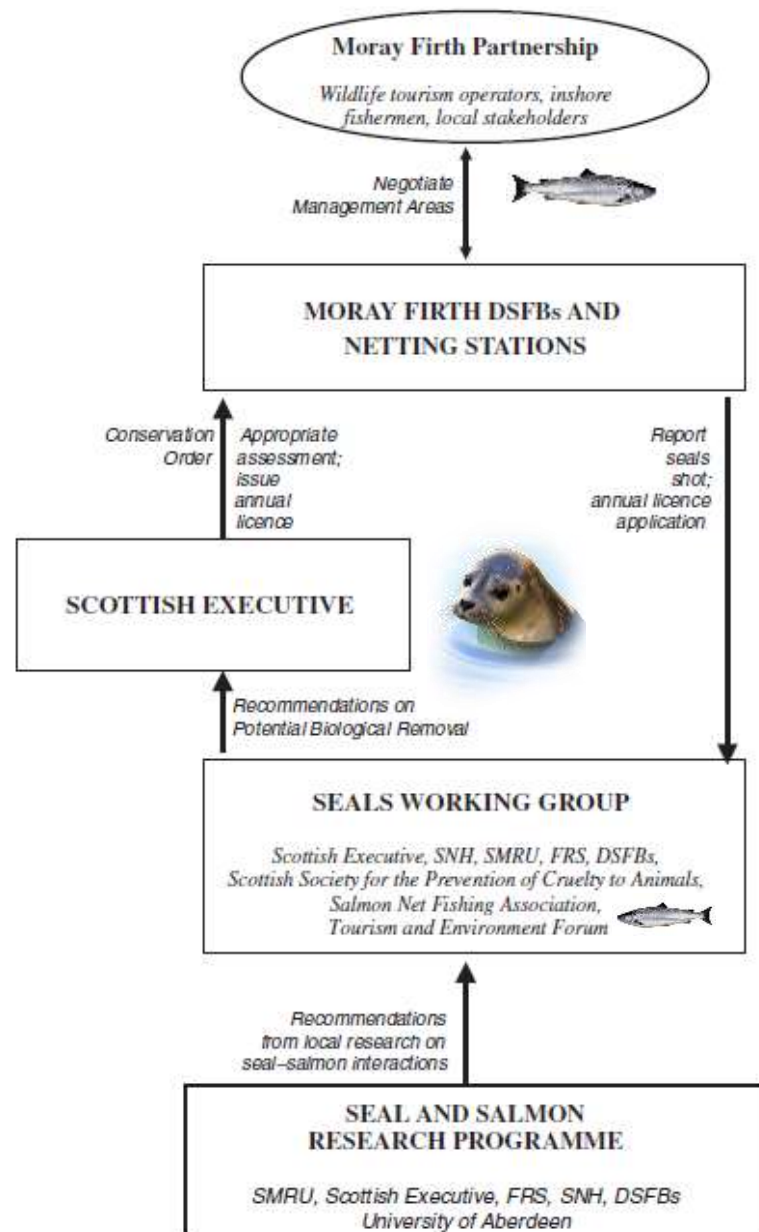 Moray Firth Partnership
Wildlife tourism operators, inshore
fishermen, local stakeholders
Negotiate
Management Areas
MORAY FIRTH DSFBs AND
NETTING STATIONS
Conservation
Order
Appropriate
assessment;
issue
annual
licence
Report
seals
shot;
annual licence
application
SCOTTISH EXECUTIVE
Recommendations on
Potential Biological Removal
SEALS WORKING GROUP
Scottish Executive, SNH, SMRU, FRS, DSFBs,
Scottish Society for the Prevention of Cruelty to Animals,
Salmon Net Fishing Association,
Tourism and Environment Forum
Recommendations
from local research on
seal–salmon interactions
SEAL AND SALMON
RESEARCH PROGRAMME
SMRU, Scottish Executive, FRS, SNH, DSFBs
University of Aberdeen